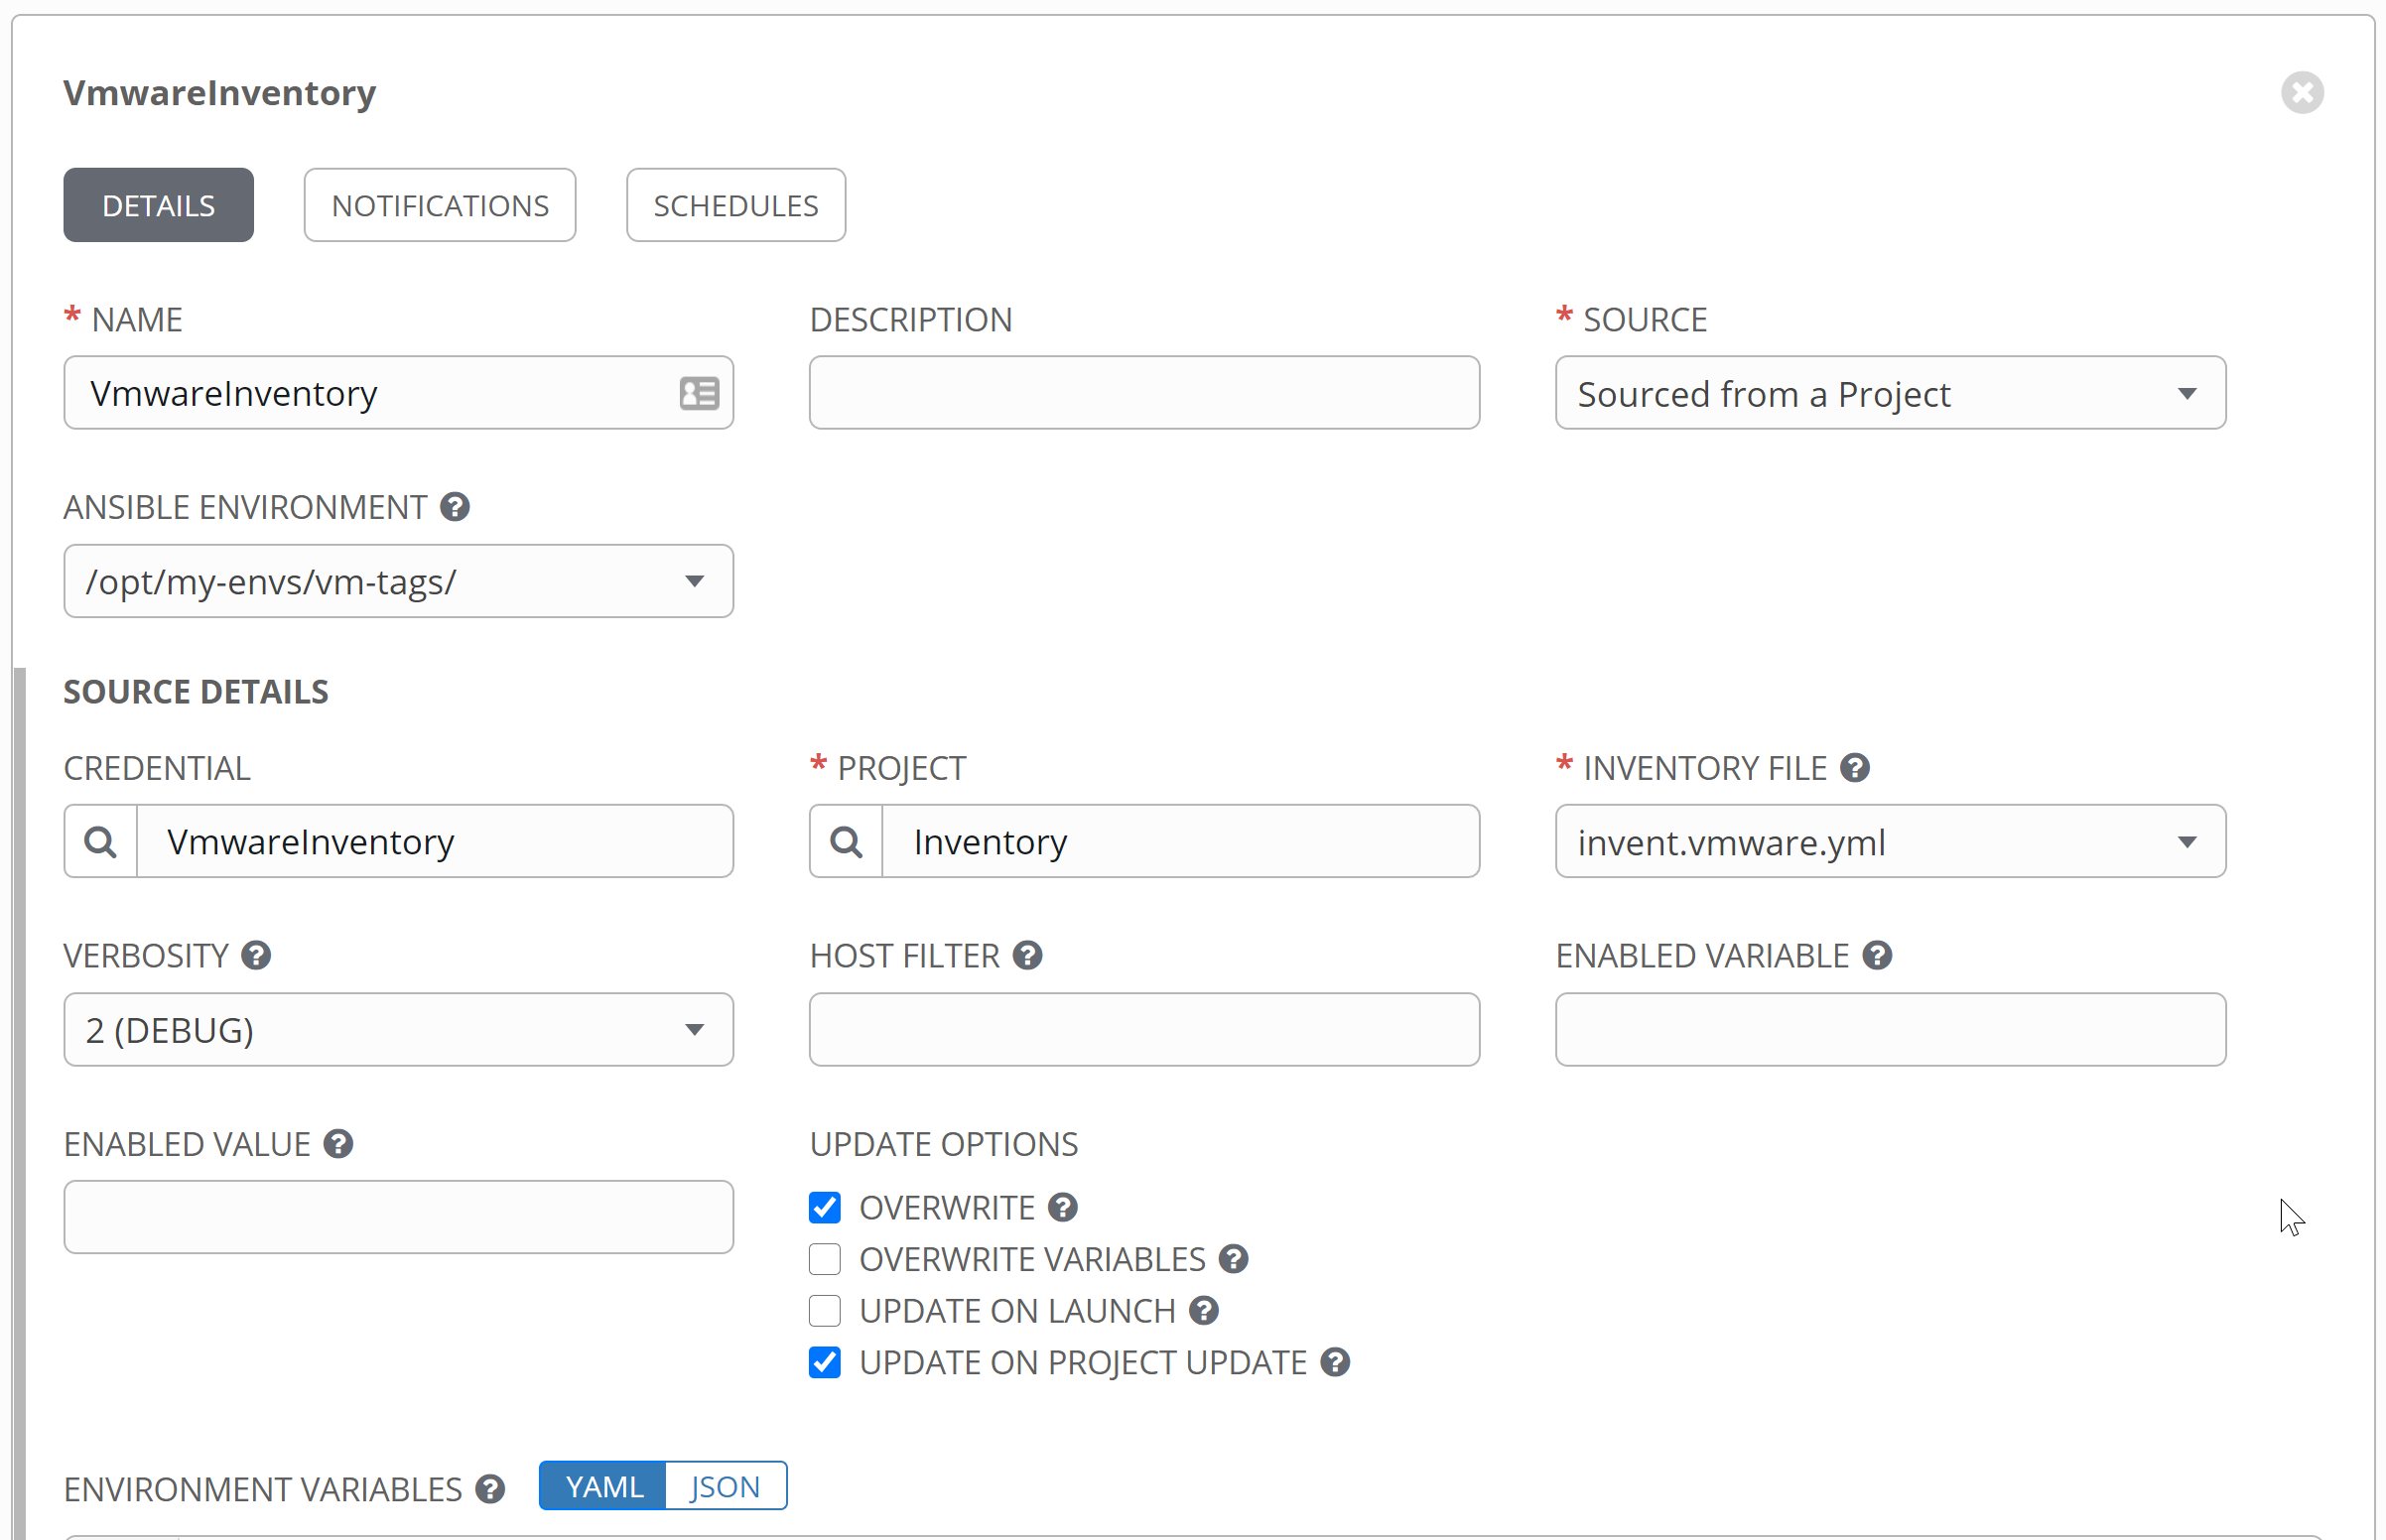 VmwareInventory
DETAILS NOTIFICATIONS SCHEDULES
* NAME DESCRIPTION * SOURCE
VmwareInventory Sourced from a Project
ANSIBLE ENVIRONMENT ?
/opt/my-envs/vm-tags/
SOURCE DETAILS
CREDENTIAL * PROJECT * INVENTORY FILE ?
VmwareInventory Inventory invent.vmware.yml
VERBOSITY ? HOST FILTER ? ENABLED VARIABLE ?
2 (DEBUG)
ENABLED VALUE ? UPDATE OPTIONS
OVERWRITE ?
OVERWRITE VARIABLES ?
UPDATE ON LAUNCH ?
UPDATE ON PROJECT UPDATE ?
ENVIRONMENT VARIABLES ? YAML JSON